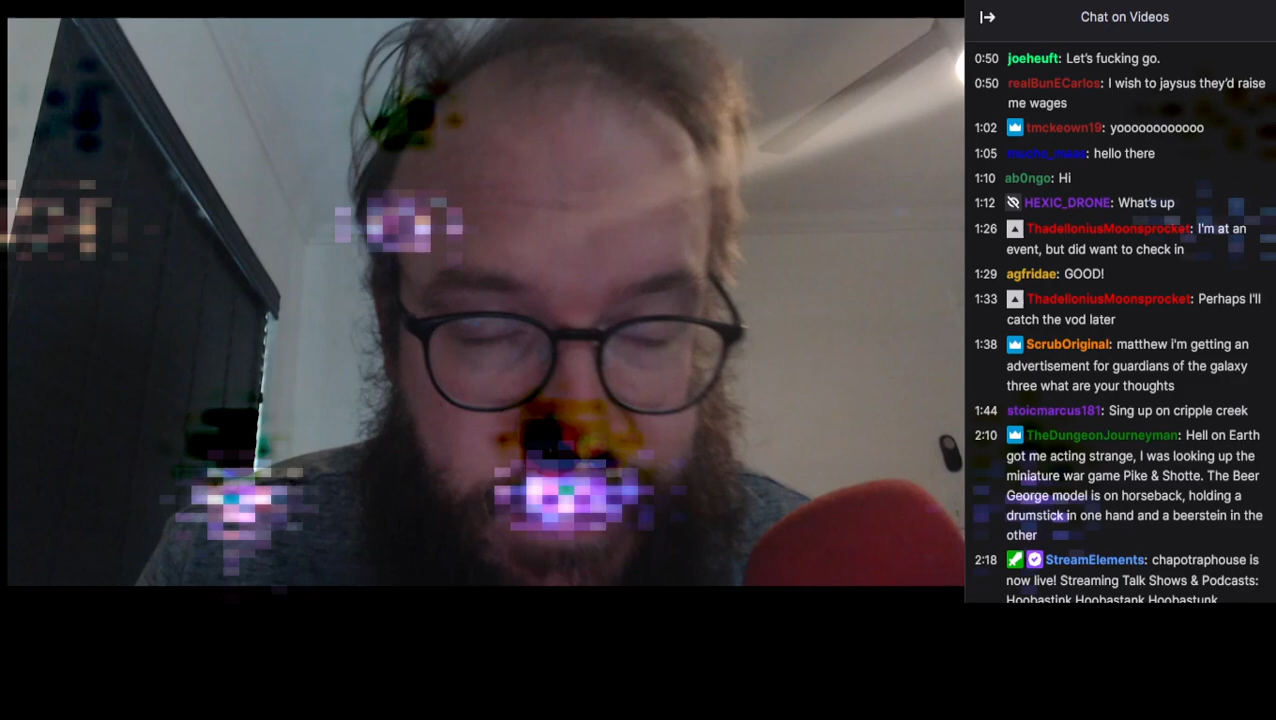 Chat on Videos
0:50 joeheuft: Let's fucking go.
0:50 realBunECarlos: I wish to jaysus they'd raise
me wages
1:02 tmckeown19: yoooooooooooo
1:05 mucho_maas: hello there
1:10 ab0ngo: Hi
1:12 HEXIC_DRONE: What's up
1:26 ThadelloniusMoonsprocket: I'm at an
event, but did want to check in
1:29 agfridae: GOOD!
1:33 ThadelloniusMoonsprocket: Perhaps I'll
catch the vod later
1:38 ScrubOriginal: matthew i'm getting an
advertisement for guardians of the galaxy
three what are your thoughts
1:44 stoicmarcus181: Sing up on cripple creek
2:10 TheDungeonJourneyman: Hell on Earth
got me acting strange, I was looking up the
miniature war game Pike & Shotte. The Beer
George model is on horseback, holding a
drumstick in one hand and a beerstein in the
other
2:18 StreamElements: chapotraphouse is
now live! Streaming Talk Shows & Podcasts:
Hoobastink Hoobastank Hoobastunk